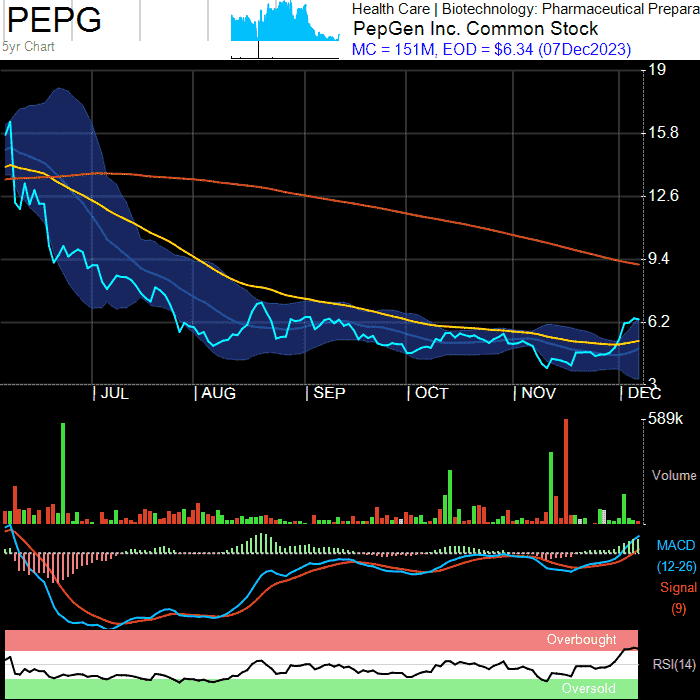 PEPG
5yr Chart
Health Care | Biotechnology: Pharmaceutical Prepara
PepGen Inc. Common Stock
MC = 151M, EOD = $6.34 (07Dec2023)
19
15.8
12.6
9.4
6.2
3
JUL
AUG
SEP
OCT
NOV
DEC
589k
Volume
MACD
(12-26)
Signal
(9)
Overbought
RSI(14)
Oversold